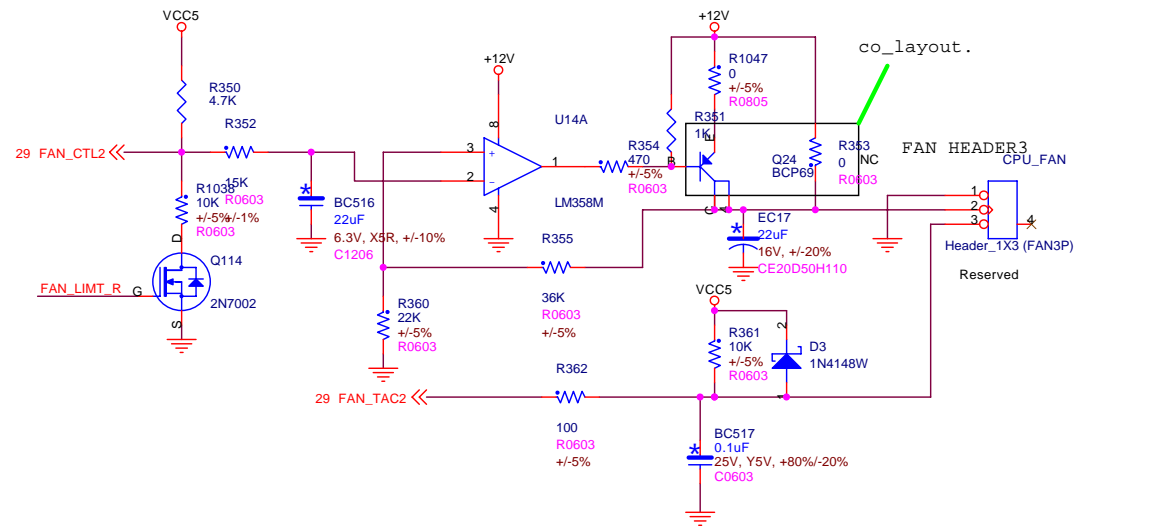 VCC5
R350
4.7K
R352
29 FAN_CTL2
15K
R0603
+/-1%
R1038
10K
+/-5%
R0603
D
Q114
FAN_LIMT_R
G
2N7002
S
BC516
22uF
6.3V, X5R, +/-10%
C1206
+12V
8
U14A
3
+
1
2
-
4
LM358M
R354
470
+/-5%
R0603
+12V
R1047
0
+/-5%
R0805
R351
1K
co_layout.
E
B
Q24
BCP69
C
R353
0
R0603
NC
FAN HEADER3
CPU_FAN
1
2
3
4
Header_1X3 (FAN3P)
Reserved
EC17
22uF
16V, +/-20%
CE20D50H110
R355
36K
R0603
+/-5%
R360
22K
+/-5%
R0603
VCC5
R361
10K
+/-5%
R0603
2
D3
1N4148W
1
R362
29 FAN_TAC2
100
R0603
+/-5%
BC517
0.1uF
25V, Y5V, +80%/-20%
C0603